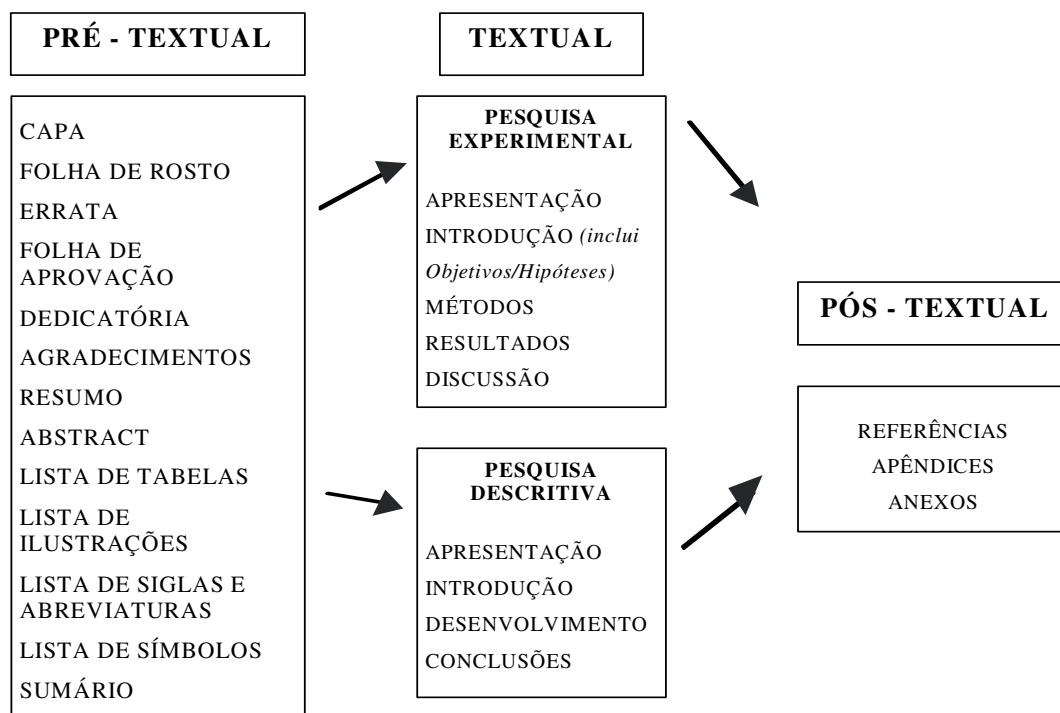 PRÉ - TEXTUAL
CAPA
FOLHA DE ROSTO
ERRATA
FOLHA DE
APROVAÇÃO
DEDICATÓRIA
AGRADECIMENTOS
RESUMO
ABSTRACT
LISTA DE TABELAS
LISTA DE
ILUSTRAÇÕES
LISTA DE SIGLAS E
ABREVIATURAS
LISTA DE SÍMBOLOS
SUMÁRIO
TEXTUAL
PESQUISA
EXPERIMENTAL
APRESENTAÇÃO
INTRODUÇÃO (inclui
Objetivos/Hipóteses)
MÉTODOS
RESULTADOS
DISCUSSÃO
PESQUISA
DESCRITIVA
APRESENTAÇÃO
INTRODUÇÃO
DESENVOLVIMENTO
CONCLUSÕES
PÓS - TEXTUAL
REFERÊNCIAS
APÊNDICES
ANEXOS